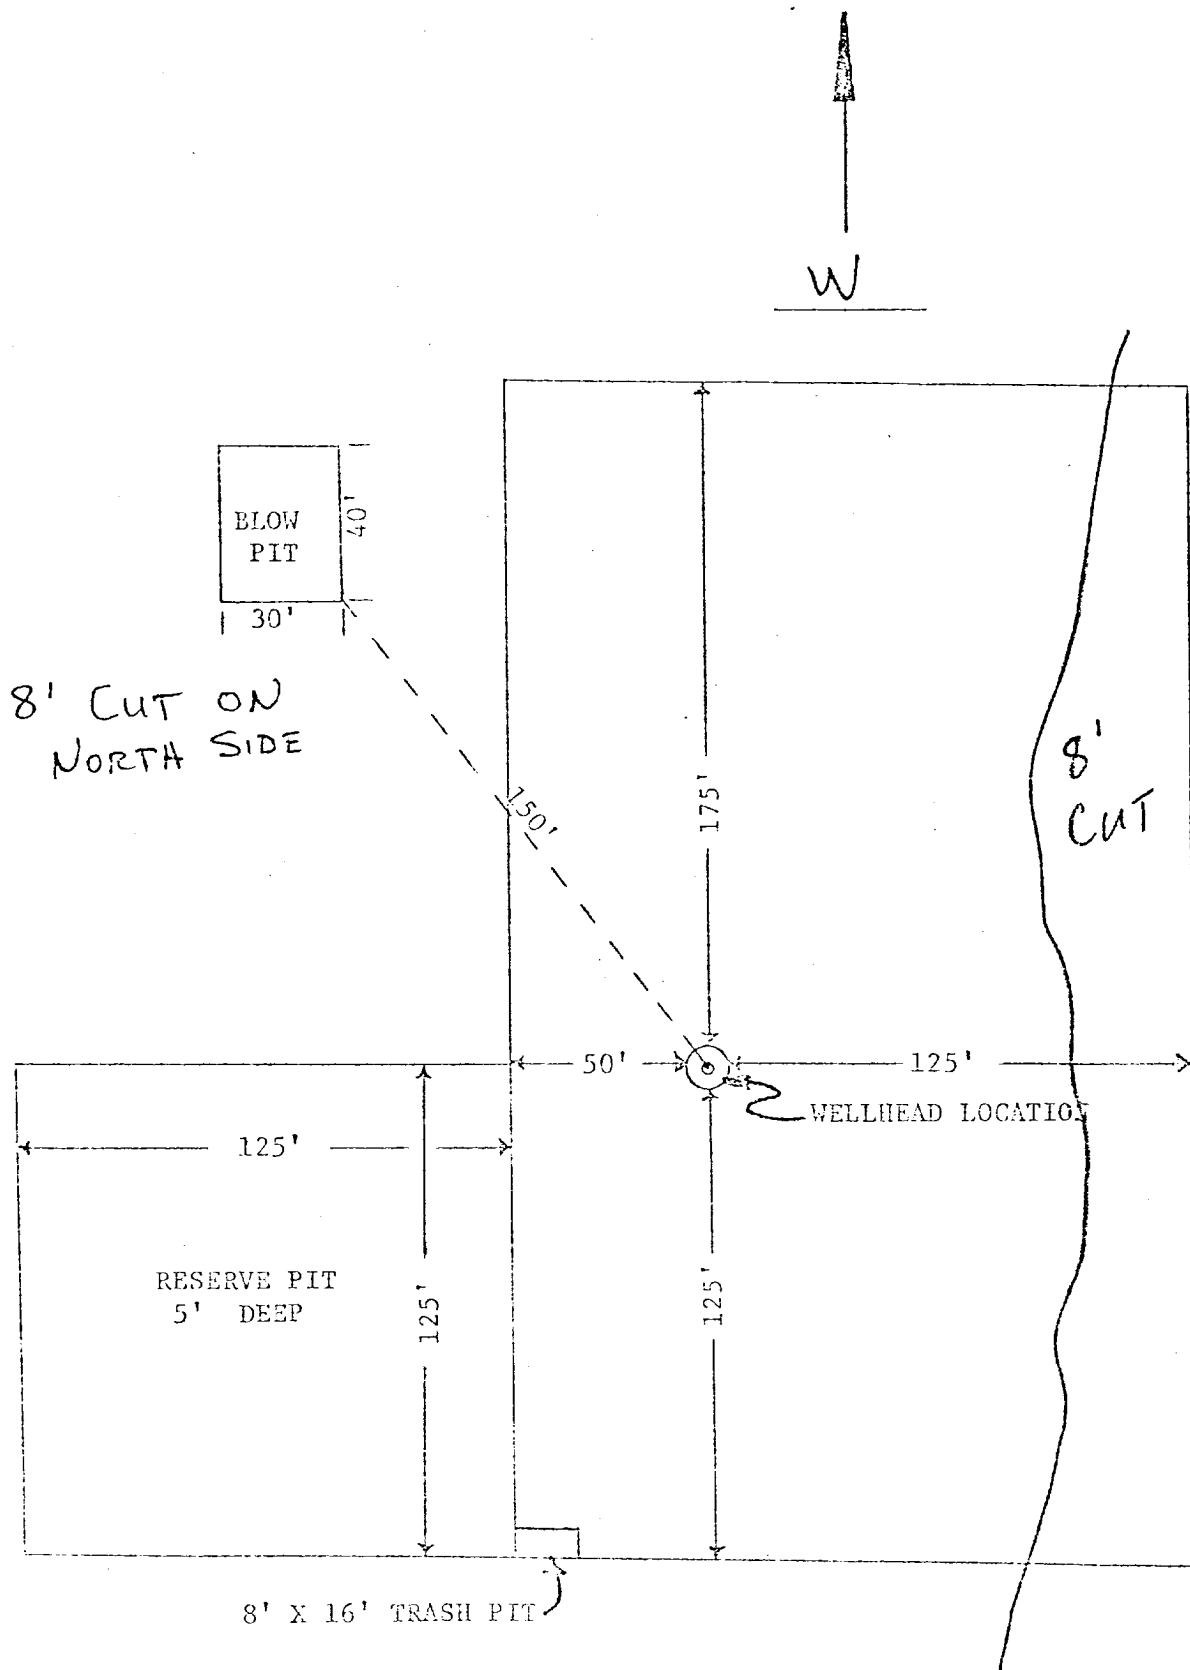 W
BLOW
PIT
40'
30'
8' CUT ON
NORTH SIDE
150'
175'
8'
CUT
50'
125'
WELLHEAD LOCATION
125'
RESERVE PIT
5' DEEP
125'
125'
8' X 16' TRASH PIT